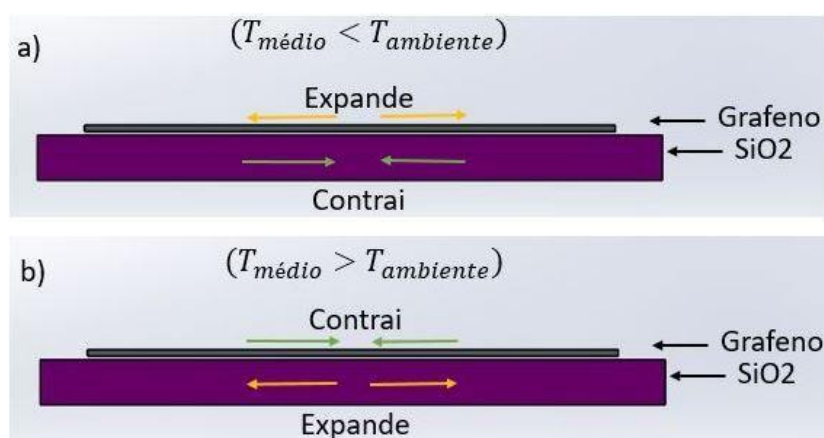 a)
(T_médio < T_ambiente)
Expande
Grafeno
SiO2
Contrai
b)
(T_médio > T_ambiente)
Contrai
Grafeno
SiO2
Expande